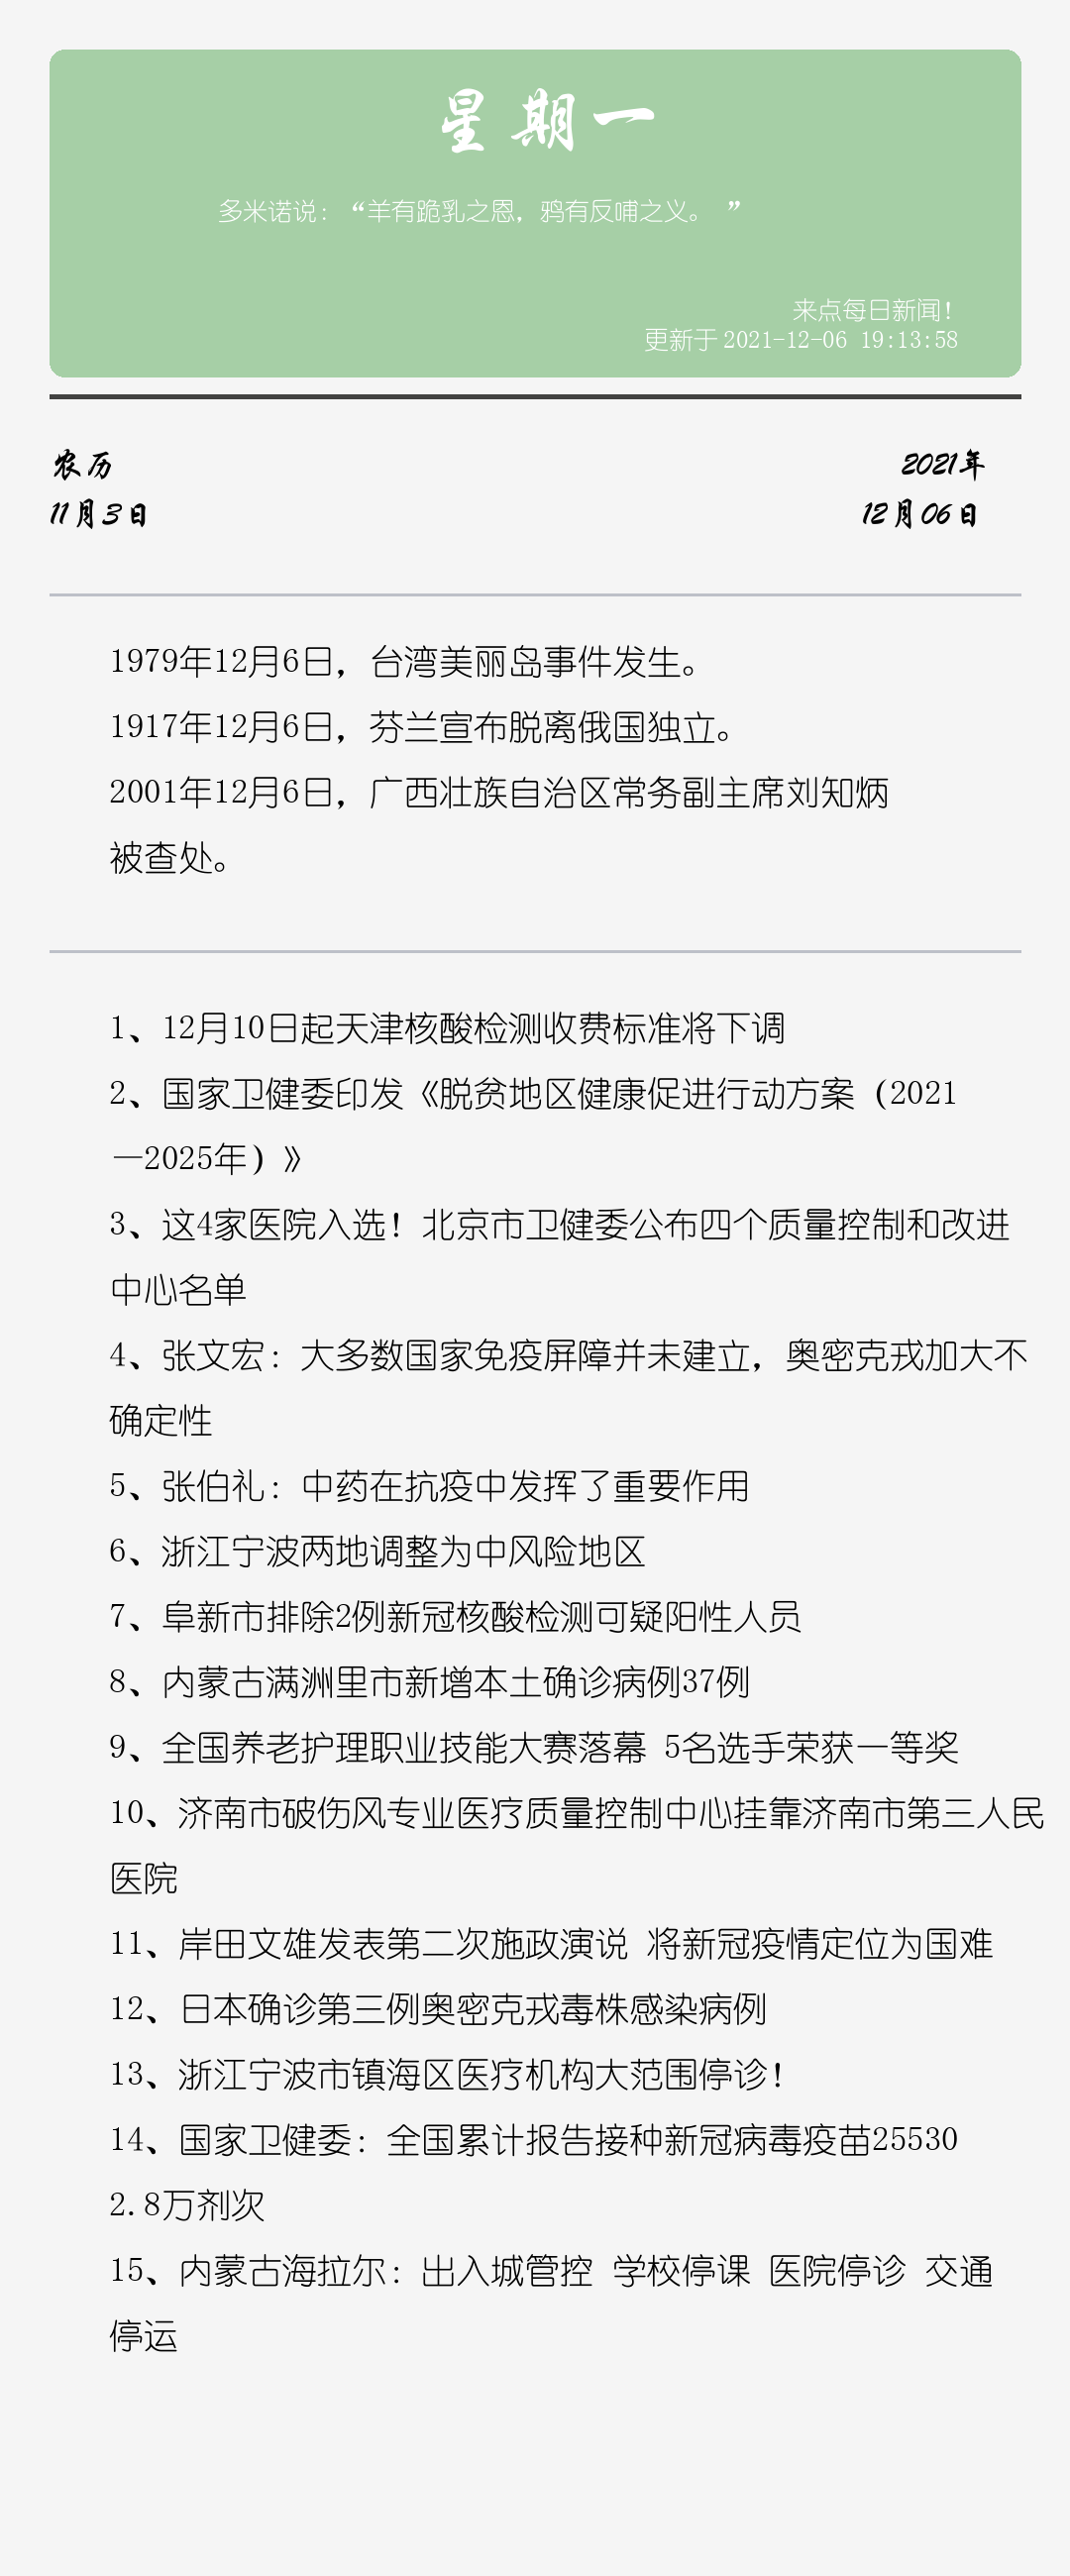 星期一
多米诺说：“羊有跪乳之恩，鸦有反哺之义。 ”
来点每日新闻！
更新于 2021-12-06 19:13:58
农历
2021年
11月3日
12月06日
1979年12月6日，台湾美丽岛事件发生。
1917年12月6日，芬兰宣布脱离俄国独立。
2001年12月6日，广西壮族自治区常务副主席刘知炳
被查处。
1、12月10日起天津核酸检测收费标准将下调
2、国家卫健委印发《脱贫地区健康促进行动方案（2021
—2025年）》
3、这4家医院入选！北京市卫健委公布四个质量控制和改进
中心名单
4、张文宏：大多数国家免疫屏障并未建立，奥密克戎加大不
确定性
5、张伯礼：中药在抗疫中发挥了重要作用
6、浙江宁波两地调整为中风险地区
7、阜新市排除2例新冠核酸检测可疑阳性人员
8、内蒙古满洲里市新增本土确诊病例37例
9、全国养老护理职业技能大赛落幕 5名选手荣获一等奖
10、济南市破伤风专业医疗质量控制中心挂靠济南市第三人民
医院
11、岸田文雄发表第二次施政演说 将新冠疫情定位为国难
12、日本确诊第三例奥密克戎毒株感染病例
13、浙江宁波市镇海区医疗机构大范围停诊！
14、国家卫健委：全国累计报告接种新冠病毒疫苗25530
2.8万剂次
15、内蒙古海拉尔：出入城管控 学校停课 医院停诊 交通
停运